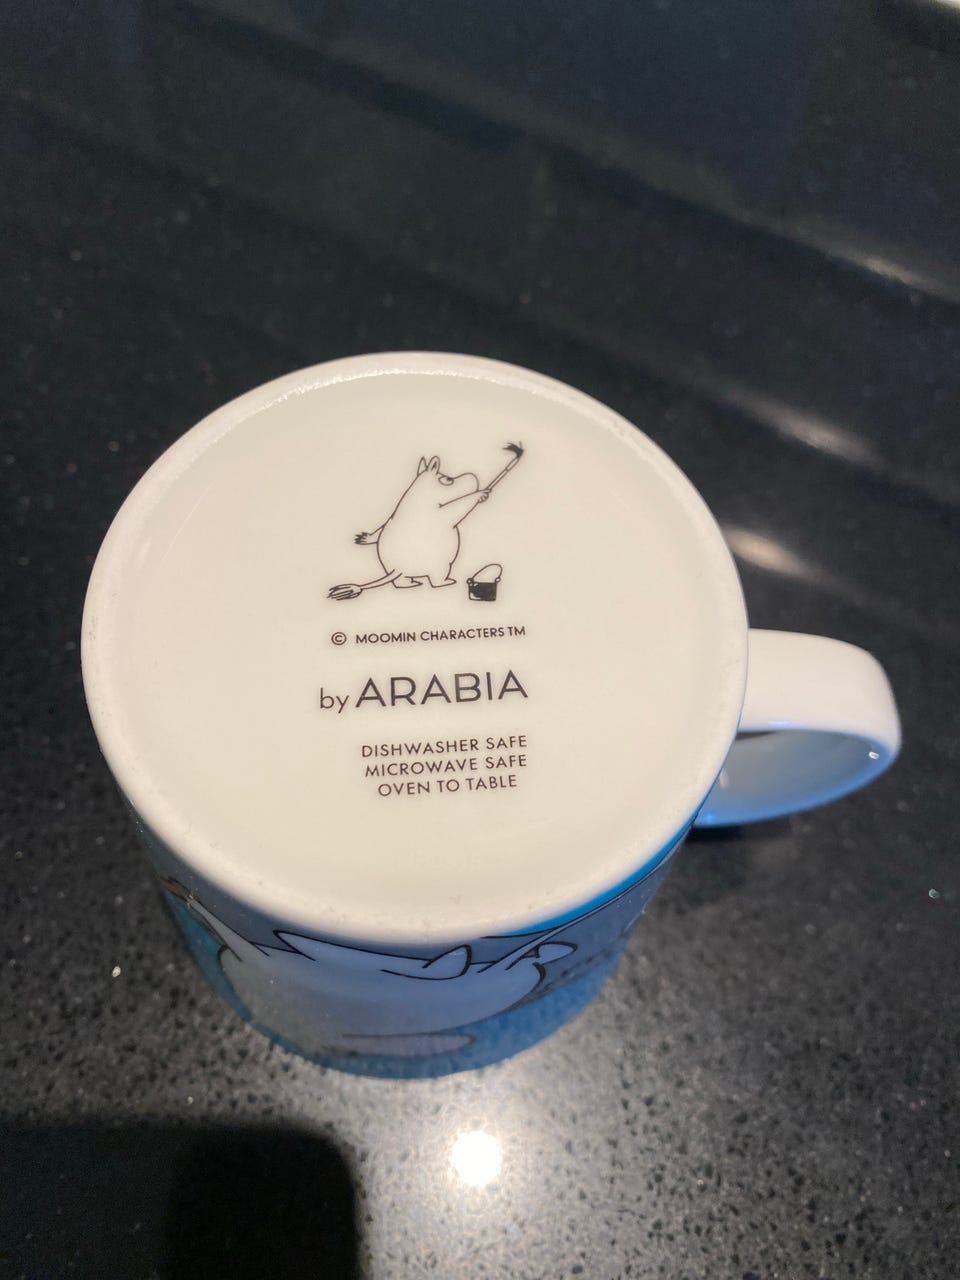 © MOOMIN CHARACTERS TM
by ARABIA
DISHWASHER SAFE
MICROWAVE SAFE
OVEN TO TABLE